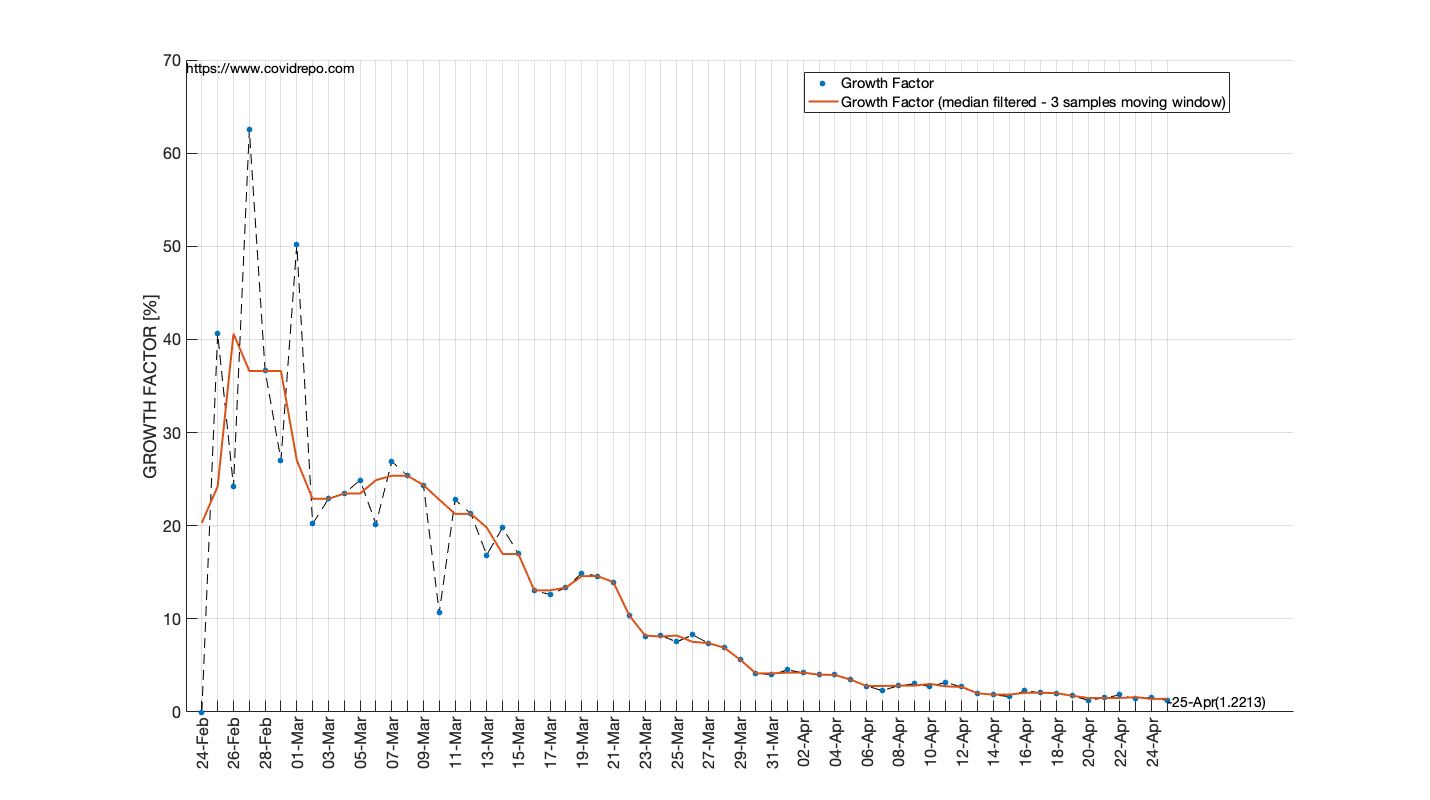 70
https://www.covidrepo.com
Growth Factor
Growth Factor (median filtered - 3 samples moving window)
60
50
40
30
20
10
0
GROWTH FACTOR [%]
25-Apr(1.2213)
24-Feb
26-Feb
28-Feb
01-Mar
03-Mar
05-Mar
07-Mar
09-Mar
11-Mar
13-Mar
15-Mar
17-Mar
19-Mar
21-Mar
23-Mar
25-Mar
27-Mar
29-Mar
31-Mar
02-Apr
04-Apr
06-Apr
08-Apr
10-Apr
12-Apr
14-Apr
16-Apr
18-Apr
20-Apr
22-Apr
24-Apr